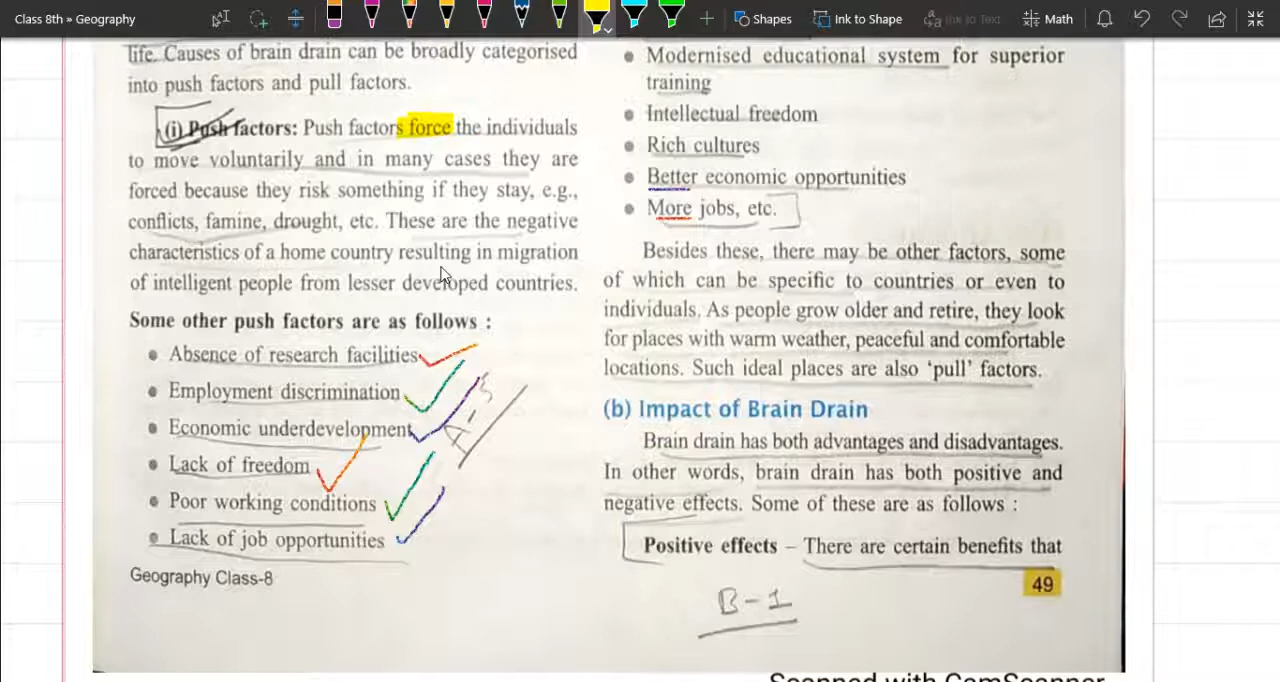 Class 8th » Geography
Shapes
Ink to Shape
Ink to Text
Math
life. Causes of brain drain can be broadly categorised
into push factors and pull factors.
(i) Push factors: Push factors force the individuals
to move voluntarily and in many cases they are
forced because they risk something if they stay, e.g.,
conflicts, famine, drought, etc. These are the negative
characteristics of a home country resulting in migration
of intelligent people from lesser developed countries.
Some other push factors are as follows :
• Absence of research facilities
• Employment discrimination
• Economic underdevelopment
• Lack of freedom
• Poor working conditions
• Lack of job opportunities
Geography Class-8
• Modernised educational system for superior
training
• Intellectual freedom
• Rich cultures
• Better economic opportunities
• More jobs, etc.
Besides these, there may be other factors, some
of which can be specific to countries or even to
individuals. As people grow older and retire, they look
for places with warm weather, peaceful and comfortable
locations. Such ideal places are also ‘pull’ factors.
(b) Impact of Brain Drain
Brain drain has both advantages and disadvantages.
In other words, brain drain has both positive and
negative effects. Some of these are as follows :
Positive effects – There are certain benefits that
49
B-1